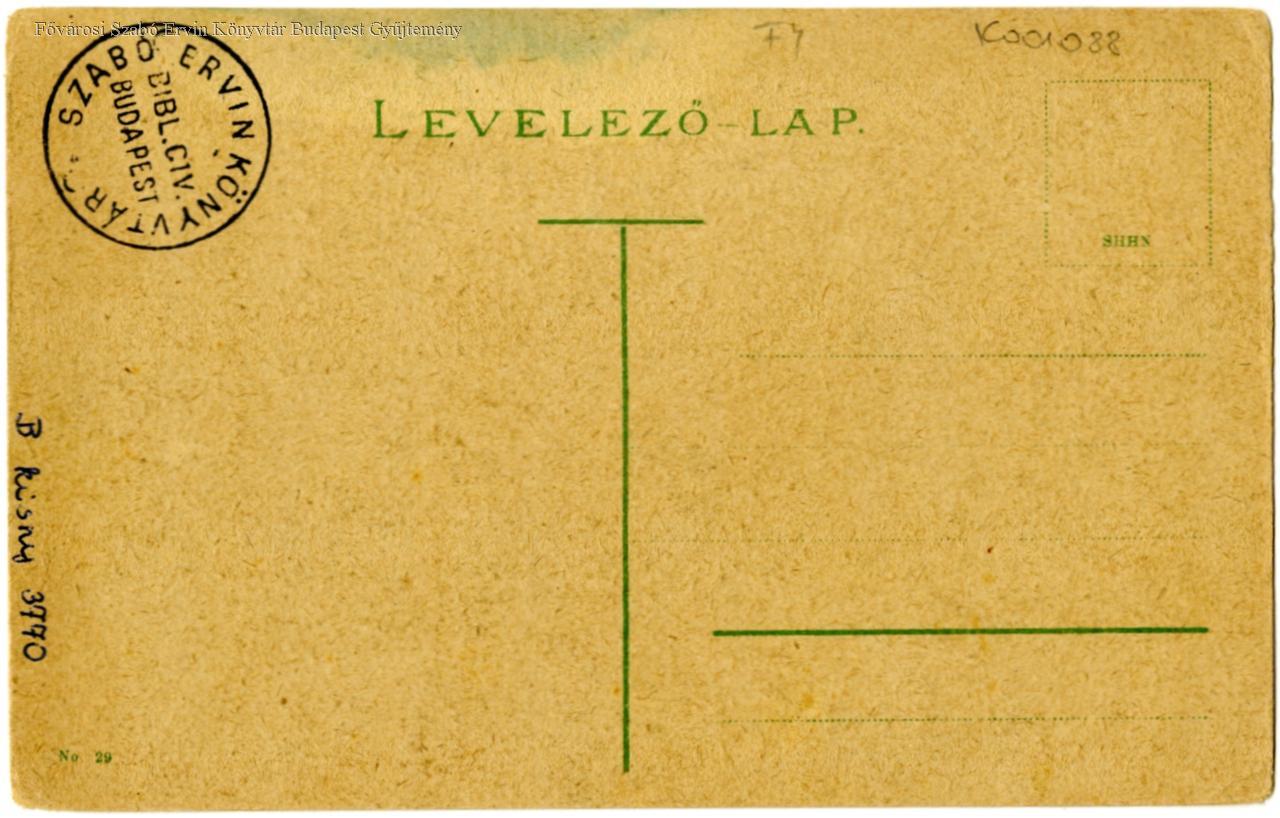 Fővárosi Szabó Ervin Könyvtár Budapest Gyűjtemény
74 K001088
SZABÓ ERVIN KÖNYVTÁR
BIBL. CIV.
BUDAPEST
LEVELEZŐ-LAP.
SHHN
B kisny 3770
No 29